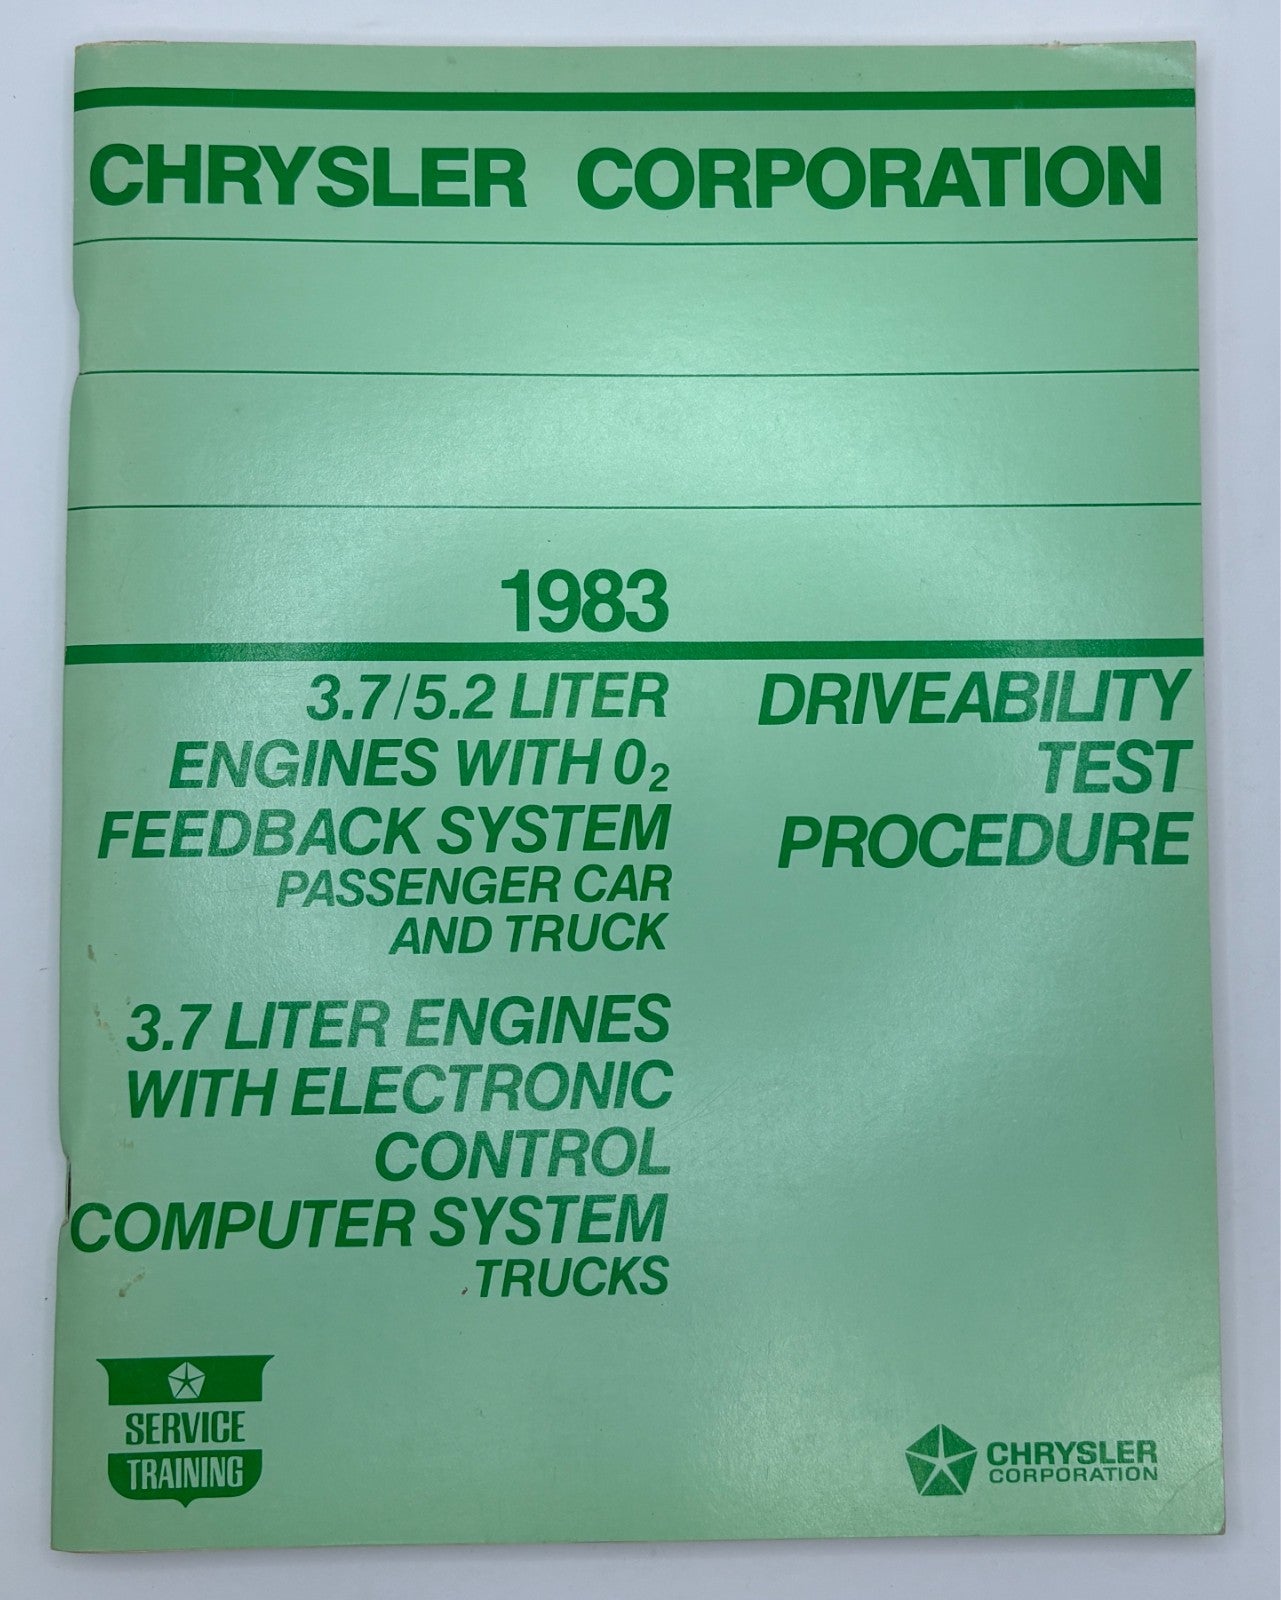 CHRYSLER CORPORATION
1983
3.7/5.2 LITER
ENGINES WITH O₂
FEEDBACK SYSTEM
PASSENGER CAR
AND TRUCK
3.7 LITER ENGINES
WITH ELECTRONIC
CONTROL
COMPUTER SYSTEM
TRUCKS
DRIVEABILITY
TEST
PROCEDURE
SERVICE
TRAINING
CHRYSLER
CORPORATION